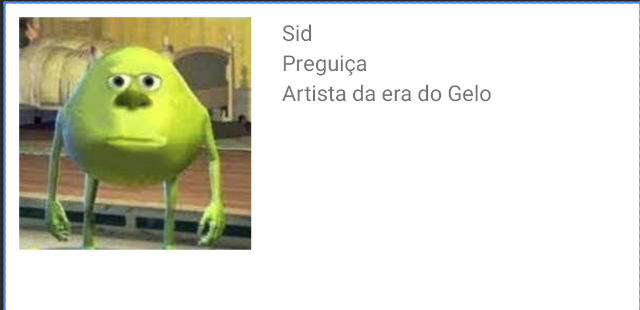 Sid
Preguiça
Artista da era do Gelo